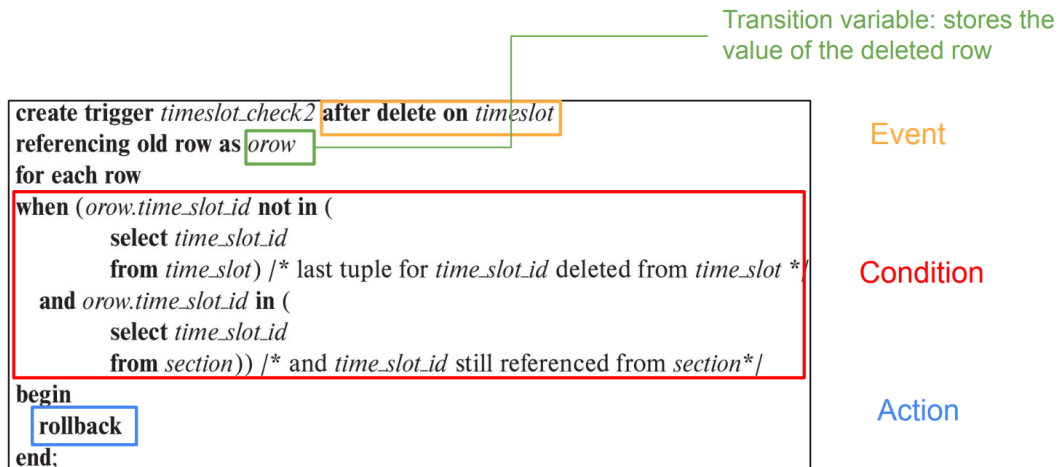 Transition variable: stores the
value of the deleted row
create trigger timeslot_check2 after delete on timeslot
referencing old row as orow
for each row
when (orow.time_slot_id not in (
select time_slot_id
from time_slot) /* last tuple for time_slot_id deleted from time_slot */
and orow.time_slot_id in (
select time_slot_id
from section)) /* and time_slot_id still referenced from section*/
begin
rollback
end;
Event
Condition
Action